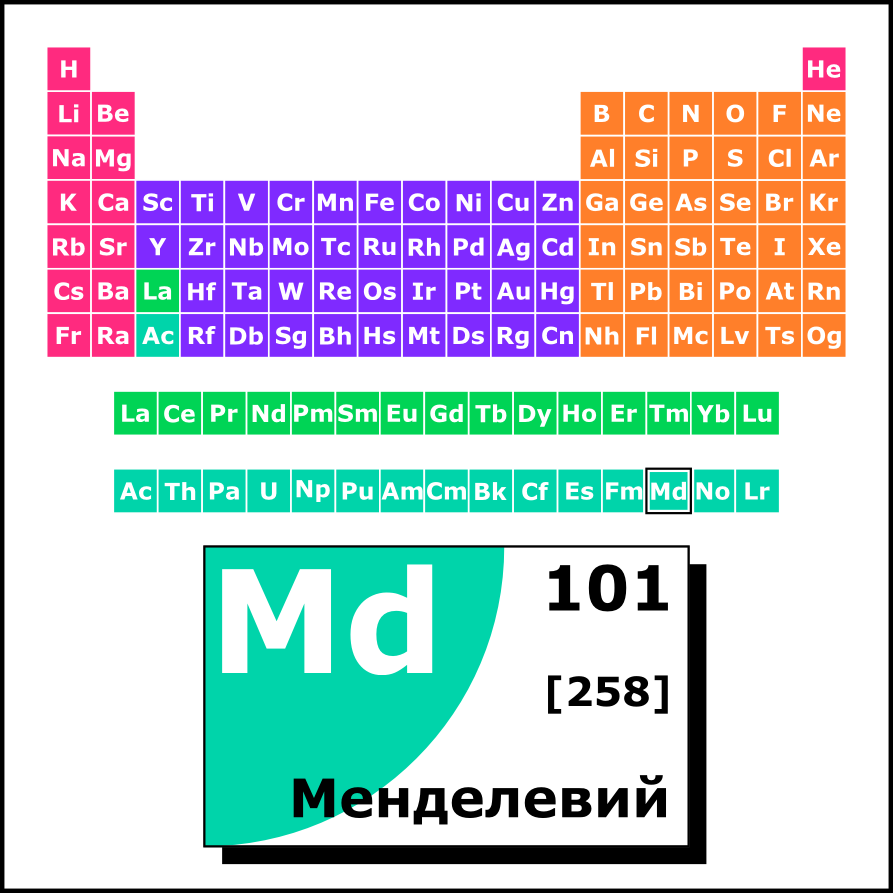 H He
Li Be B C N O F Ne
Na Mg Al Si P S Cl Ar
K Ca Sc Ti V Cr Mn Fe Co Ni Cu Zn Ga Ge As Se Br Kr
Rb Sr Y Zr Nb Mo Tc Ru Rh Pd Ag Cd In Sn Sb Te I Xe
Cs Ba La Hf Ta W Re Os Ir Pt Au Hg Tl Pb Bi Po At Rn
Fr Ra Ac Rf Db Sg Bh Hs Mt Ds Rg Cn Nh Fl Mc Lv Ts Og
La Ce Pr Nd Pm Sm Eu Gd Tb Dy Ho Er Tm Yb Lu
Ac Th Pa U Np Pu Am Cm Bk Cf Es Fm Md No Lr
Md 101
[258]
Менделевий